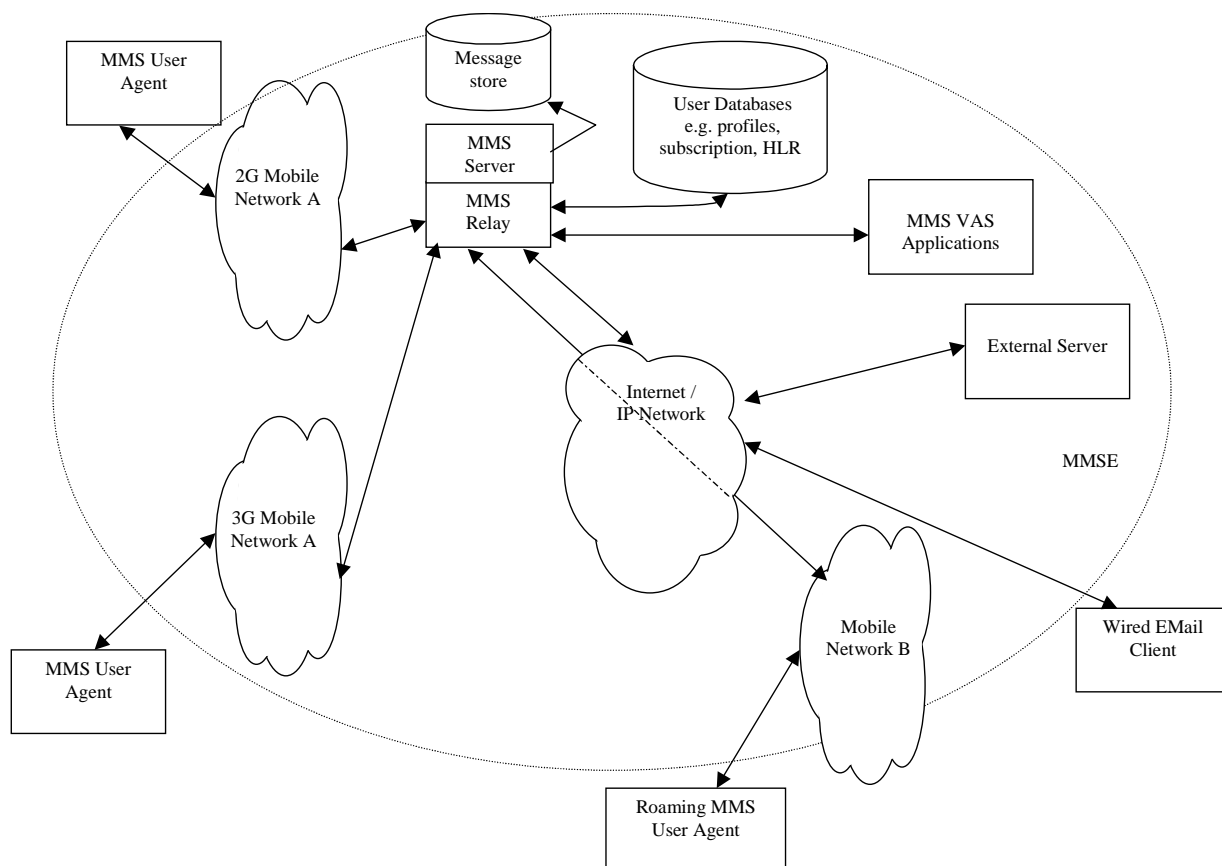 MMS User
Agent
Message
store
User Databases
e.g. profiles,
subscription, HLR
MMS
Server
2G Mobile
Network A
MMS
Relay
MMS VAS
Applications
External Server
Internet /
IP Network
MMSE
3G Mobile
Network A
Mobile
Network B
Wired EMail
Client
MMS User
Agent
Roaming MMS
User Agent